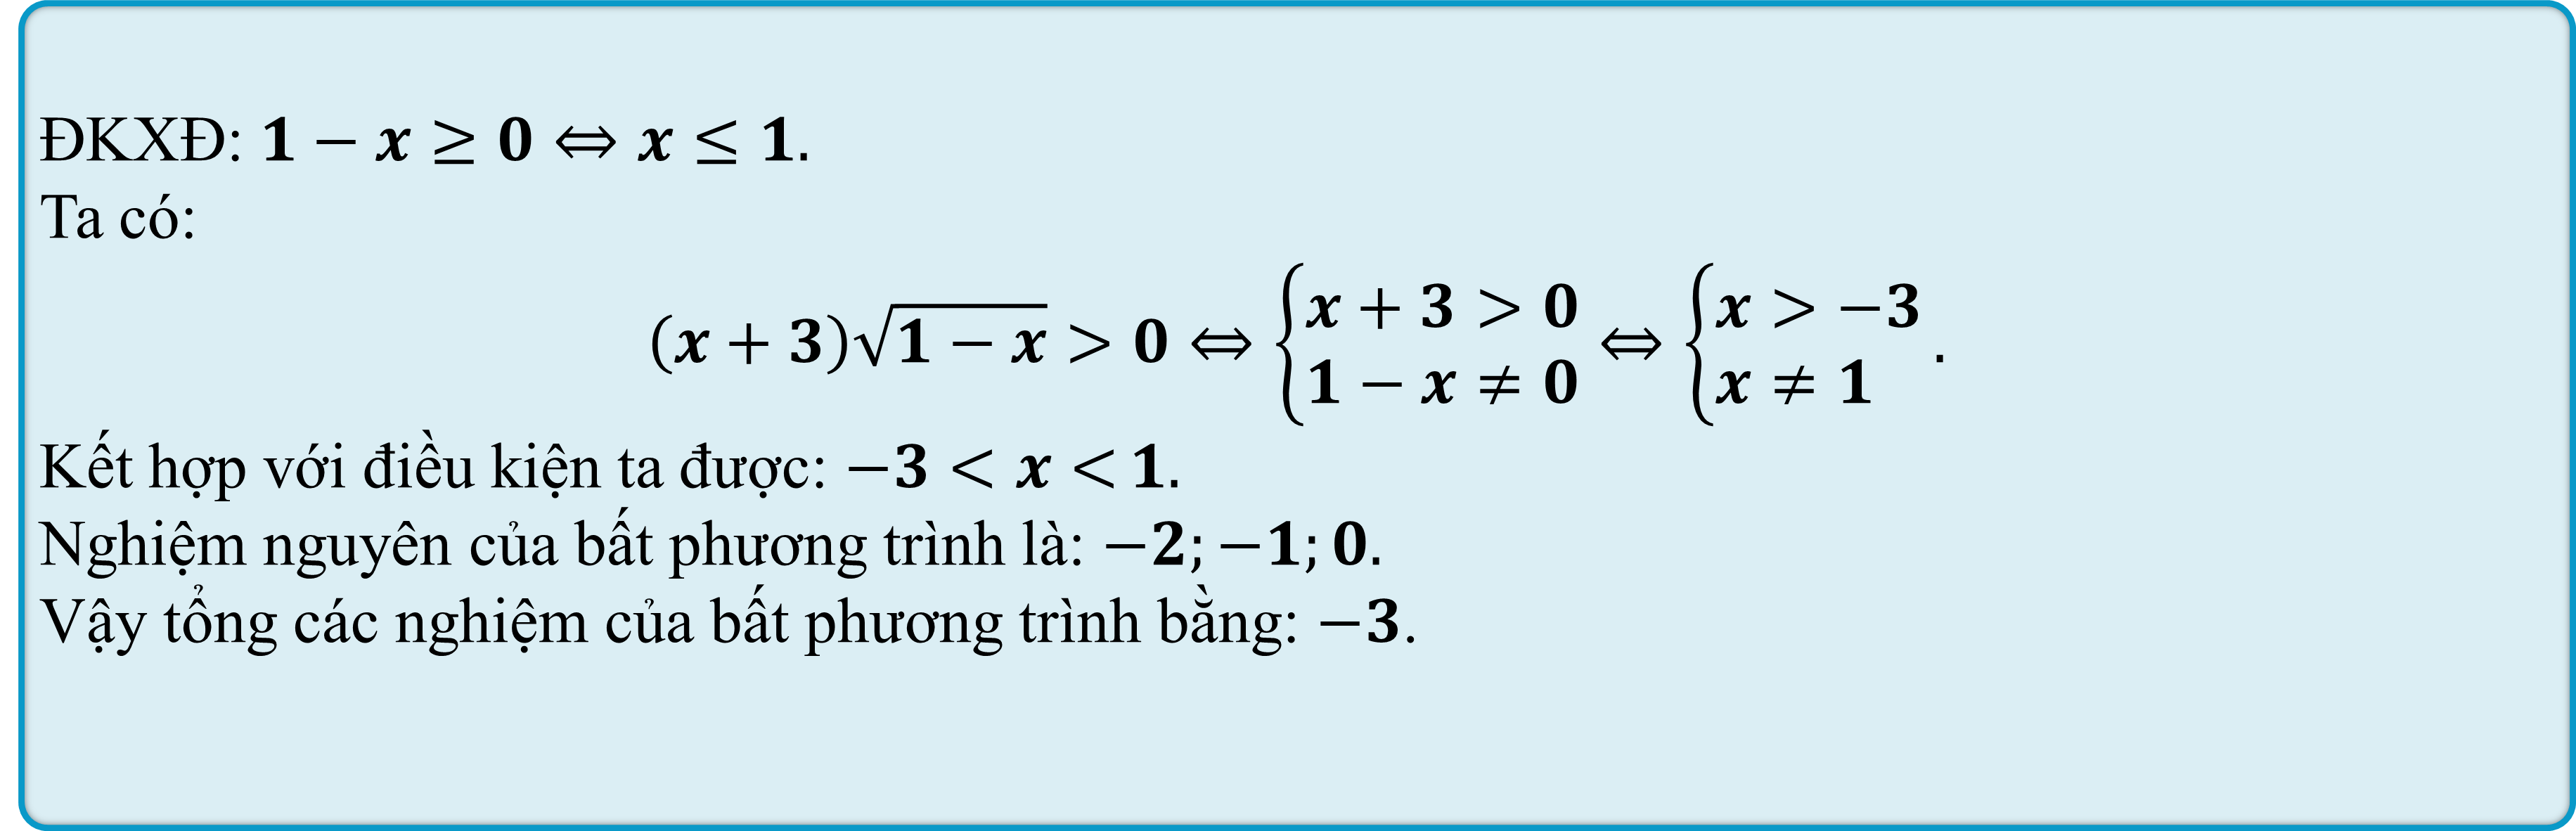 ĐKXĐ: 1 − x ≥ 0 ⇔ x ≤ 1.
Ta có:
(x + 3)√(1 − x) > 0 ⇔ {x + 3 > 0; 1 − x ≠ 0 ⇔ {x > −3; x ≠ 1 .
Kết hợp với điều kiện ta được: −3 < x < 1.
Nghiệm nguyên của bất phương trình là: −2; −1; 0.
Vậy tổng các nghiệm của bất phương trình bằng: −3.